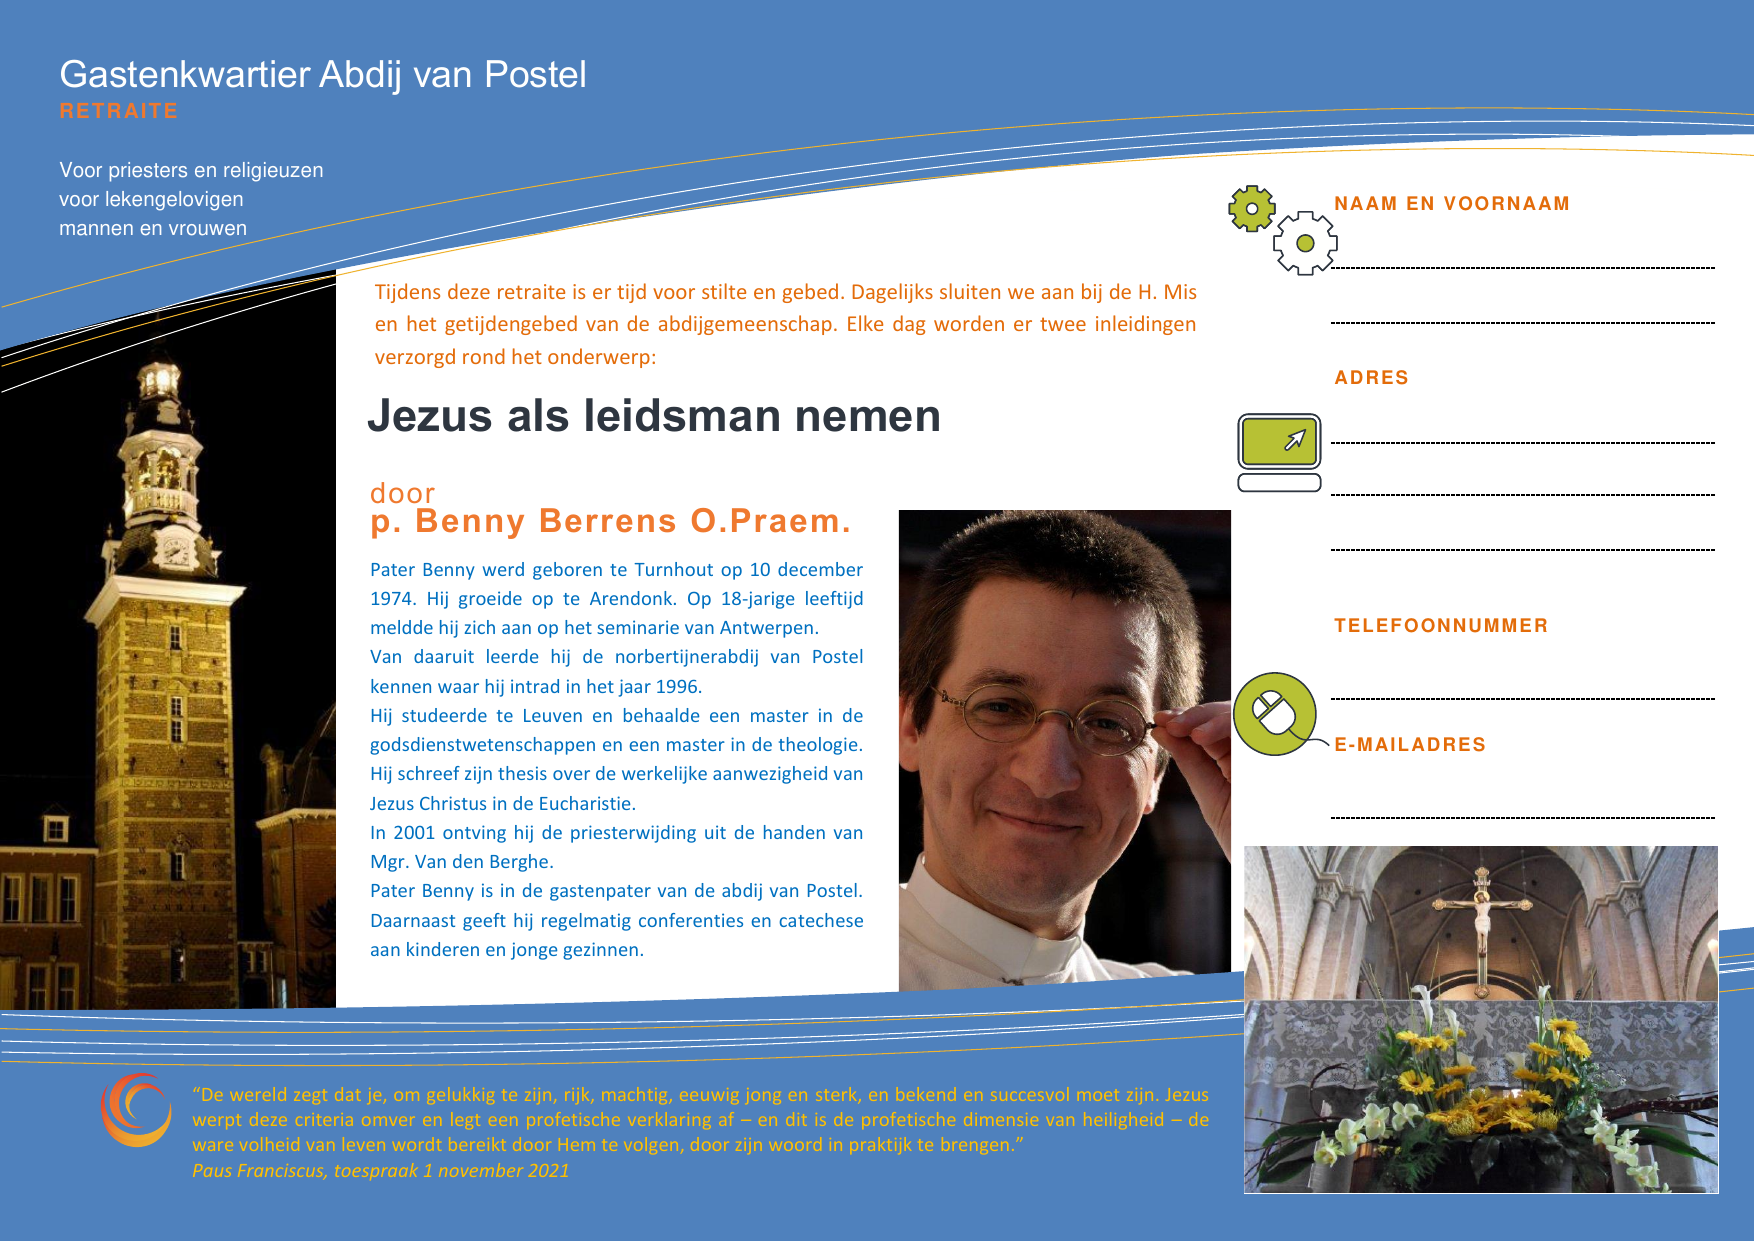 Gastenkwartier Abdij van Postel
RETRAITE
Voor priesters en religieuzen
voor lekengelovigen
mannen en vrouwen
Tijdens deze retraite is er tijd voor stilte en gebed. Dagelijks sluiten we aan bij de H. Mis
en het getijdengebed van de abdijgemeenschap. Elke dag worden er twee inleidingen
verzorgd rond het onderwerp:
Jezus als leidsman nemen
door
p. Benny Berrens O.Praem.
Pater Benny werd geboren te Turnhout op 10 december
1974. Hij groeide op te Arendonk. Op 18-jarige leeftijd
meldde hij zich aan op het seminarie van Antwerpen.
Van daaruit leerde hij de norbertijnerabdij van Postel
kennen waar hij intrad in het jaar 1996.
Hij studeerde te Leuven en behaalde een master in de
godsdienstwetenschappen en een master in de theologie.
Hij schreef zijn thesis over de werkelijke aanwezigheid van
Jezus Christus in de Eucharistie.
In 2001 ontving hij de priesterwijding uit de handen van
Mgr. Van den Berghe.
Pater Benny is in de gastenpater van de abdij van Postel.
Daarnaast geeft hij regelmatig conferenties en catechese
aan kinderen en jonge gezinnen.
NAAM EN VOORNAAM
ADRES
TELEFOONNUMMER
E-MAILADRES
“De wereld zegt dat je, om gelukkig te zijn, rijk, machtig, eeuwig jong en sterk, en bekend en succesvol moet zijn. Jezus
werpt deze criteria omver en legt een profetische verklaring af – en dit is de profetische dimensie van heiligheid – de
ware volheid van leven wordt bereikt door Hem te volgen, door zijn woord in praktijk te brengen.”
Paus Franciscus, toespraak 1 november 2021